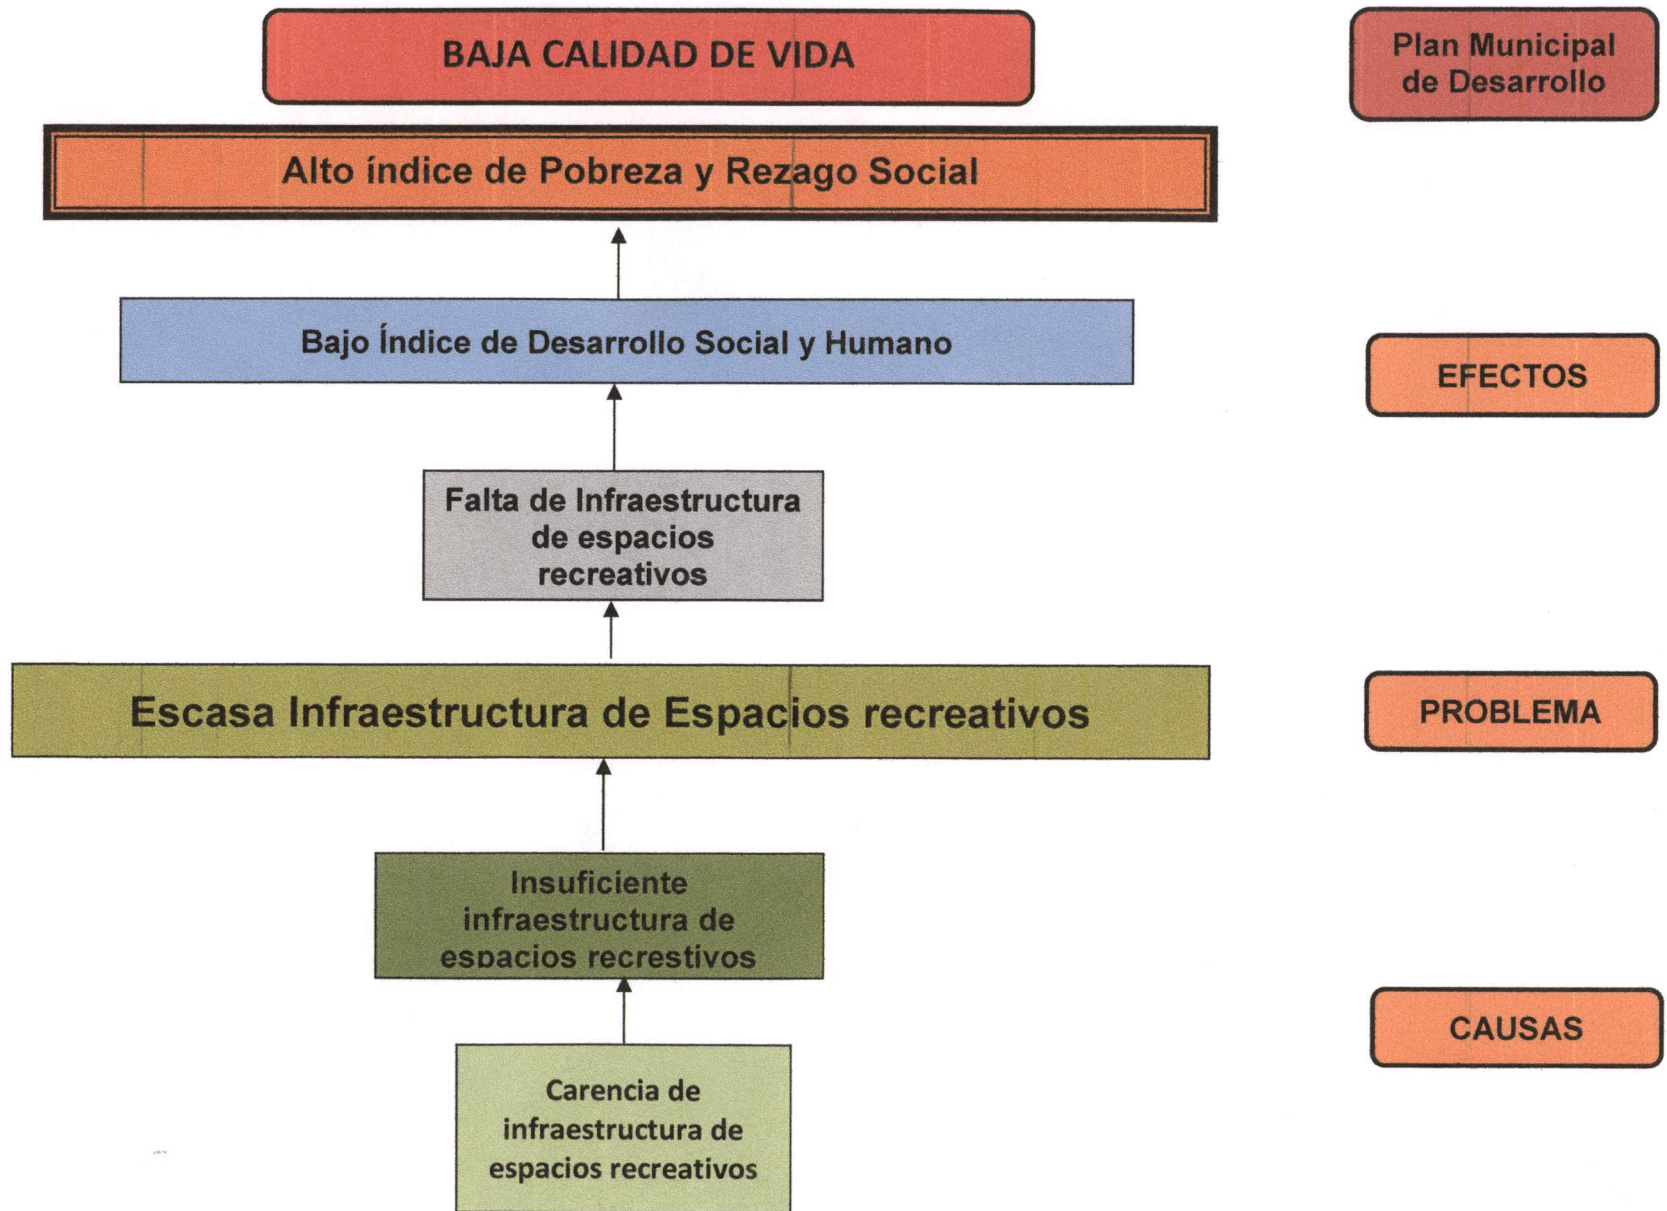 BAJA CALIDAD DE VIDA
Plan Municipal
de Desarrollo
Alto índice de Pobreza y Rezago Social
Bajo Índice de Desarrollo Social y Humano
EFECTOS
Falta de Infraestructura
de espacios
recreativos
Escasa Infraestructura de Espacios recreativos
PROBLEMA
Insuficiente
infraestructura de
espacios recrestivos
CAUSAS
Carencia de
infraestructura de
espacios recreativos